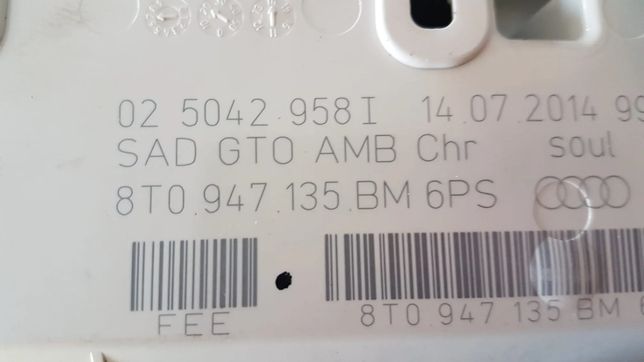 02 5042 958I 14.07.2014 99
SAD GTO AMB Chr soul
8T0.947 135.BM 6PS
FEE
8T0 947 135 BM 6